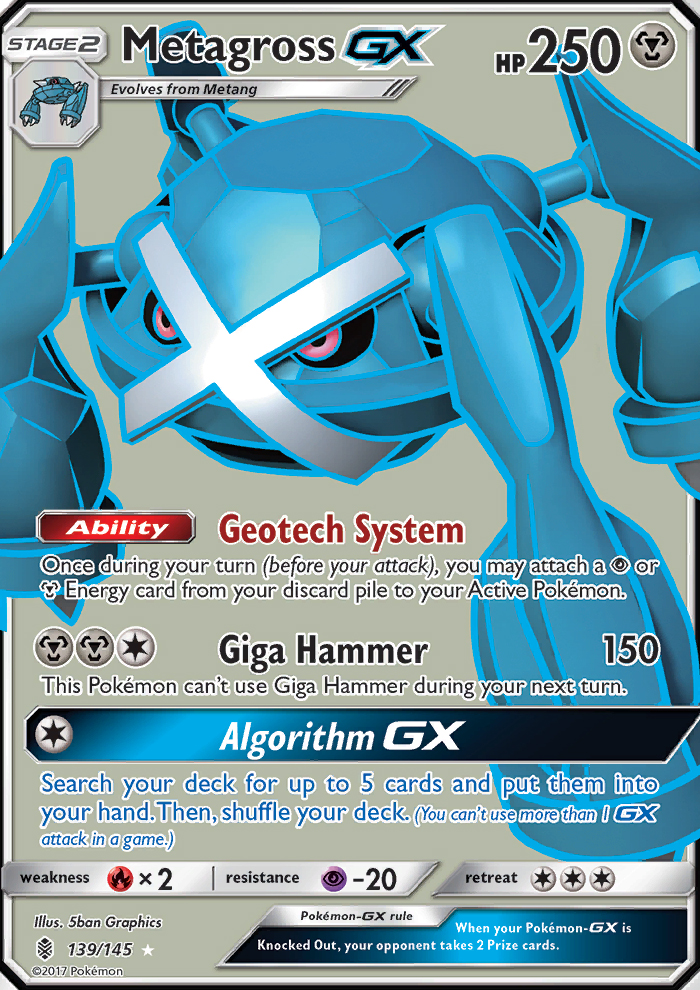 STAGE 2
Metagross GX
HP 250
Evolves from Metang
Ability Geotech System
Once during your turn (before your attack), you may attach a or
Energy card from your discard pile to your Active Pokémon.
Giga Hammer 150
This Pokémon can't use Giga Hammer during your next turn.
Algorithm GX
Search your deck for up to 5 cards and put them into
your hand. Then, shuffle your deck. (You can't use more than 1 GX
attack in a game.)
weakness × 2 resistance −20 retreat
Illus. 5ban Graphics
139/145
©2017 Pokémon
Pokémon-GX rule
When your Pokémon-GX is
Knocked Out, your opponent takes 2 Prize cards.